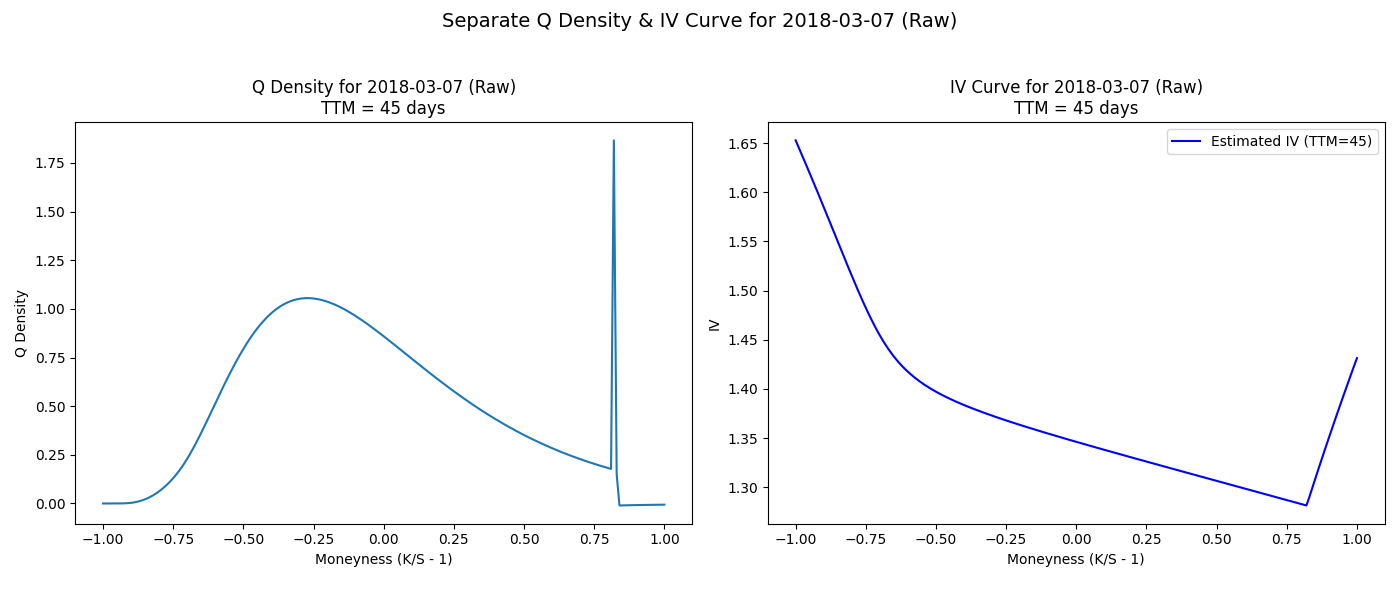 Separate Q Density & IV Curve for 2018-03-07 (Raw)
Q Density for 2018-03-07 (Raw)
TTM = 45 days
1.75
1.50
1.25
1.00
0.75
0.50
0.25
0.00
Q Density
−1.00 −0.75 −0.50 −0.25 0.00 0.25 0.50 0.75 1.00
Moneyness (K/S - 1)
IV Curve for 2018-03-07 (Raw)
TTM = 45 days
Estimated IV (TTM=45)
1.65
1.60
1.55
1.50
1.45
1.40
1.35
1.30
IV
−1.00 −0.75 −0.50 −0.25 0.00 0.25 0.50 0.75 1.00
Moneyness (K/S - 1)